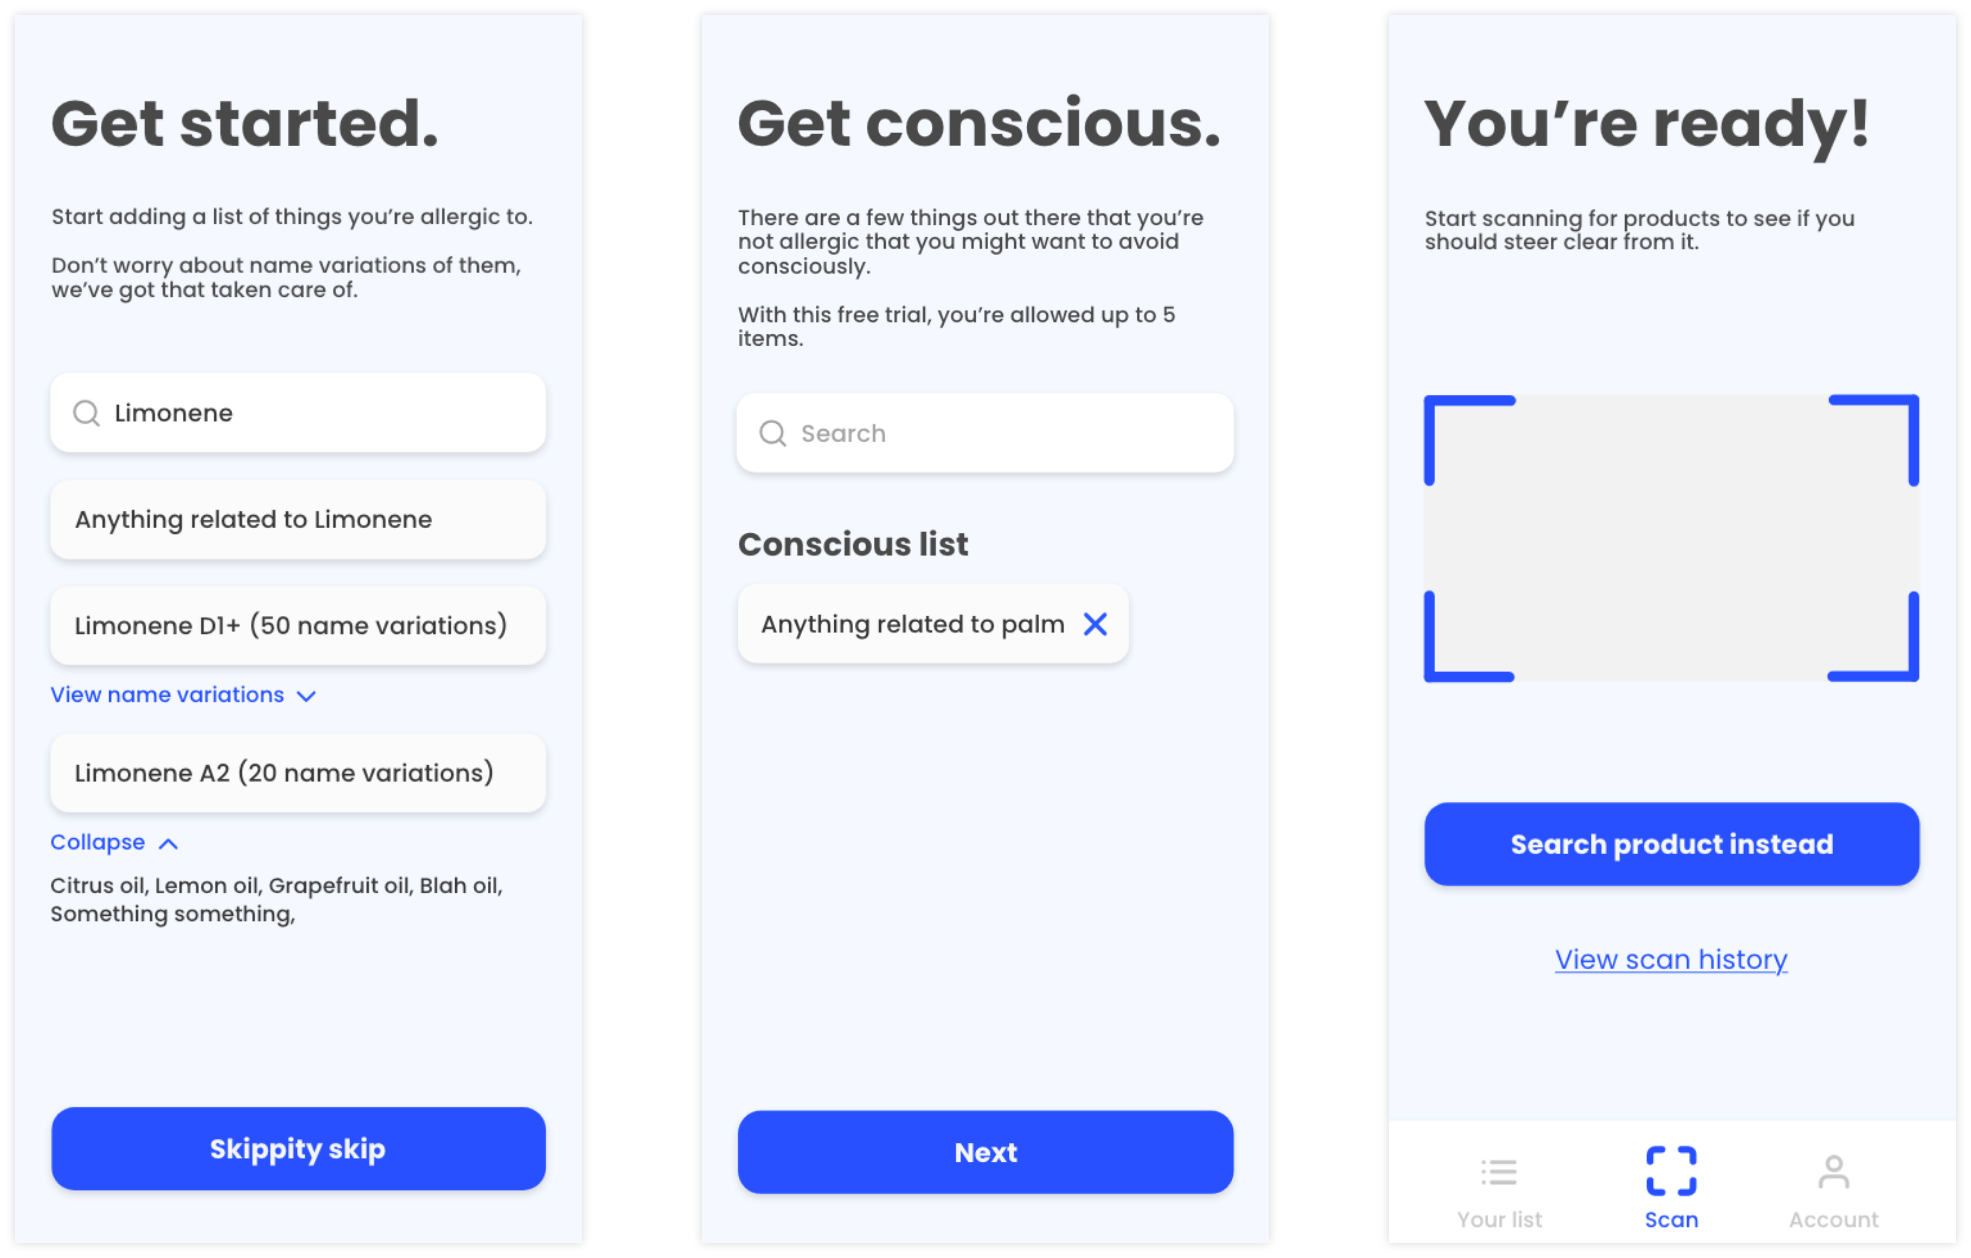 Get started.
Start adding a list of things you’re allergic to.
Don’t worry about name variations of them,
we’ve got that taken care of.
Limonene
Anything related to Limonene
Limonene D1+ (50 name variations)
View name variations
Limonene A2 (20 name variations)
Collapse
Citrus oil, Lemon oil, Grapefruit oil, Blah oil,
Something something,
Skippity skip
Get conscious.
There are a few things out there that you’re
not allergic that you might want to avoid
consciously.
With this free trial, you’re allowed up to 5
items.
Search
Conscious list
Anything related to palm
Next
You’re ready!
Start scanning for products to see if you
should steer clear from it.
Search product instead
View scan history
Your list
Scan
Account